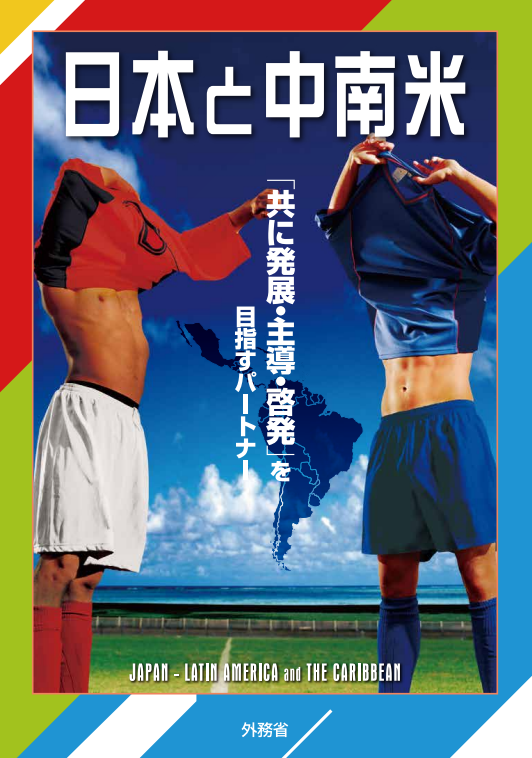 日本と中南米
「共に発展・主導・啓発」を
目指すパートナー
JAPAN - LATIN AMERICA and THE CARIBBEAN
外務省